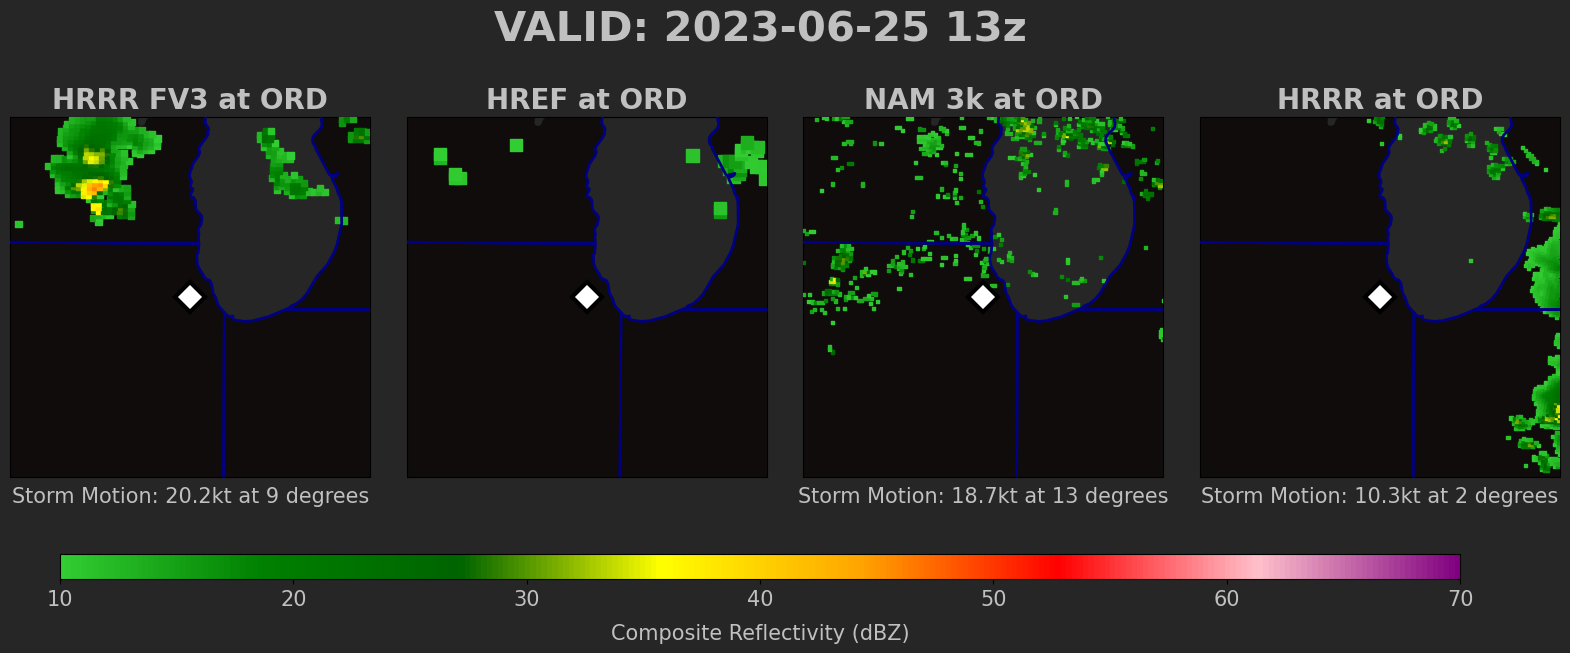 VALID: 2023-06-25 13z
HRRR FV3 at ORD
HREF at ORD
NAM 3k at ORD
HRRR at ORD
Storm Motion: 20.2kt at 9 degrees
Storm Motion: 18.7kt at 13 degrees
Storm Motion: 10.3kt at 2 degrees
10 20 30 40 50 60 70
Composite Reflectivity (dBZ)